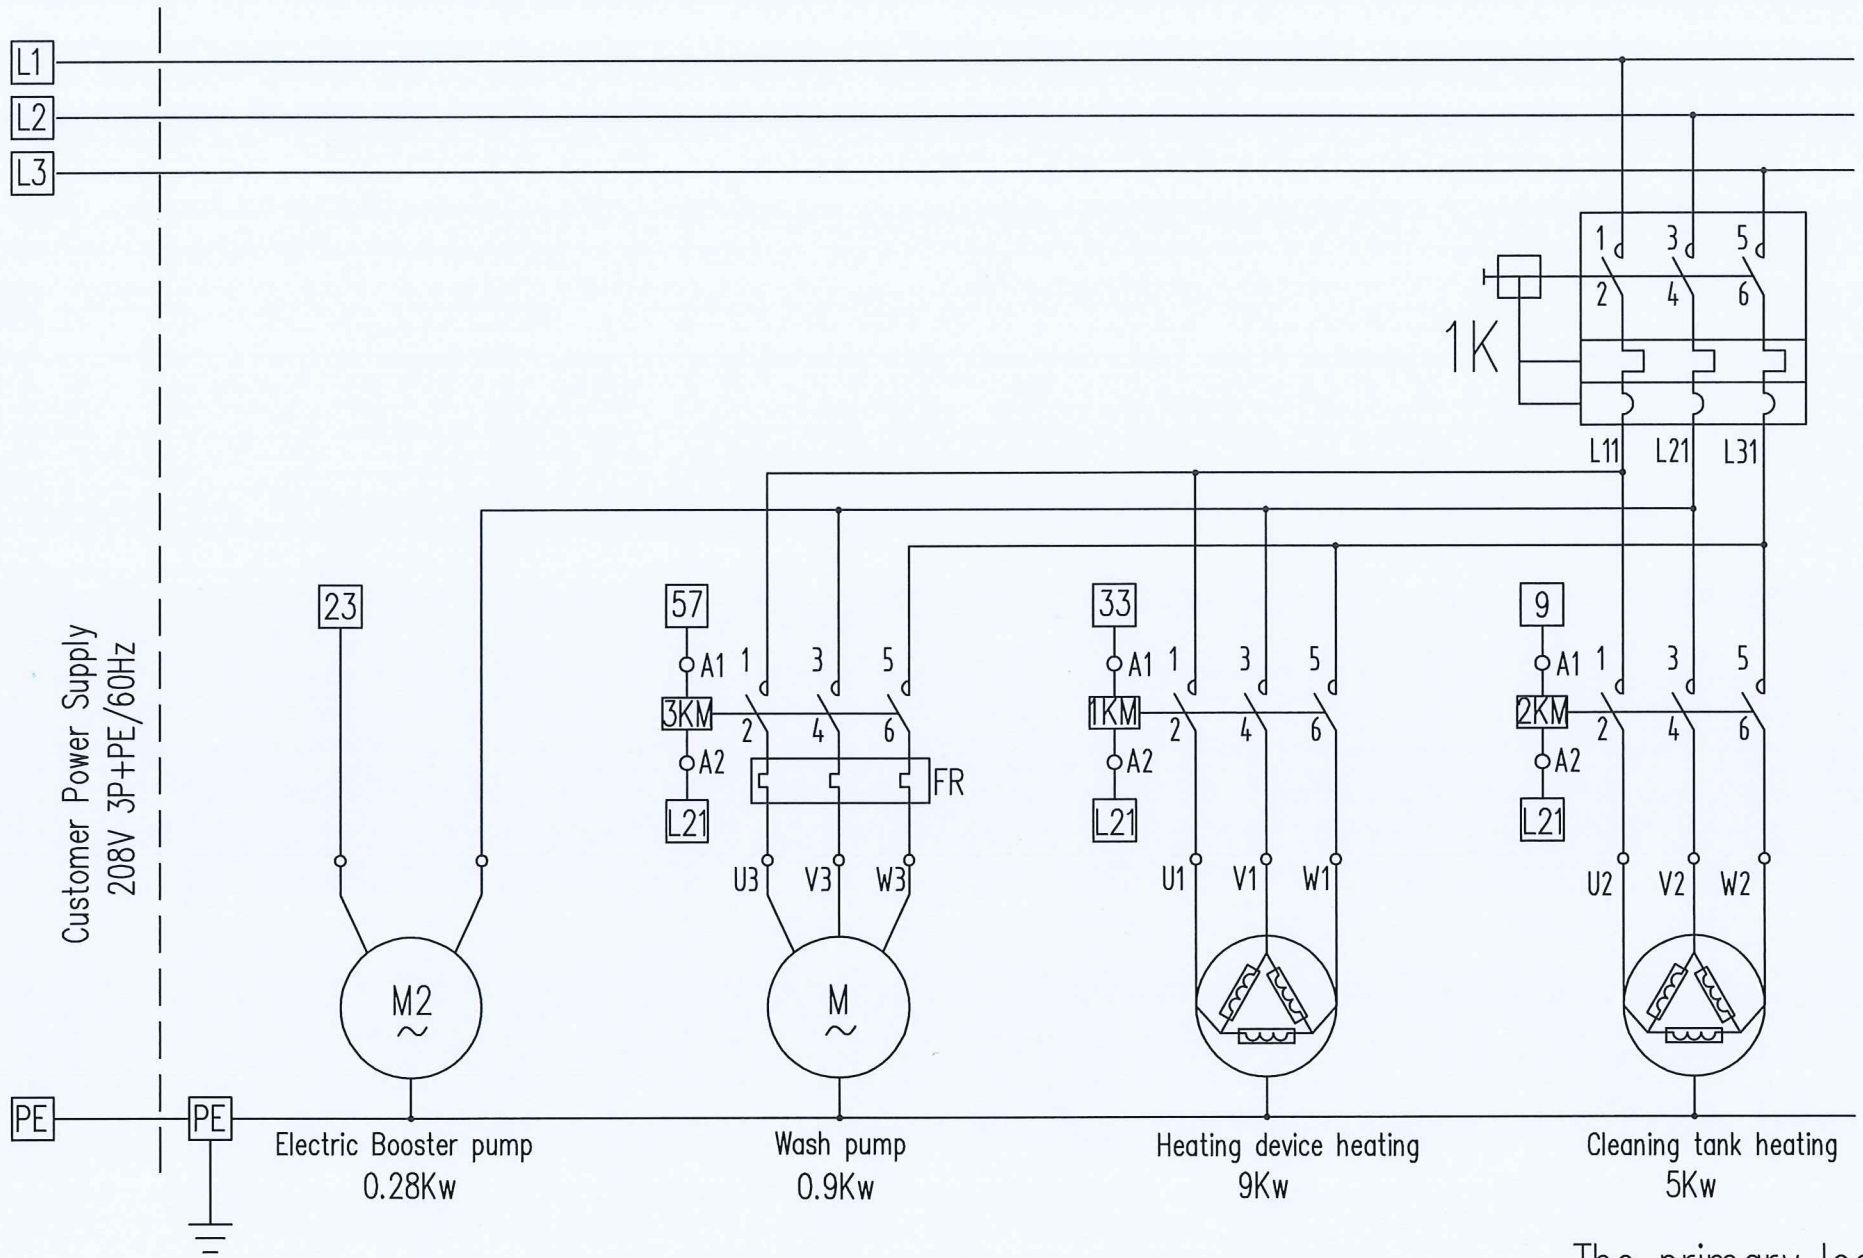 L1
L2
L3
1 3 5
2 4 6
1K
L11 L21 L31
23 57 33 9
A1 1 3 5 A1 1 3 5 A1 1 3 5
3KM 2 4 6 1KM 2 4 6 2KM 2 4 6
A2 FR A2 A2
L21 L21 L21
Customer Power Supply
208V 3P+PE/60Hz
U3 V3 W3 U1 V1 W1 U2 V2 W2
M2 M
~ ~
PE PE
Electric Booster pump Wash pump Heating device heating Cleaning tank heating
0.28Kw 0.9Kw 9Kw 5Kw